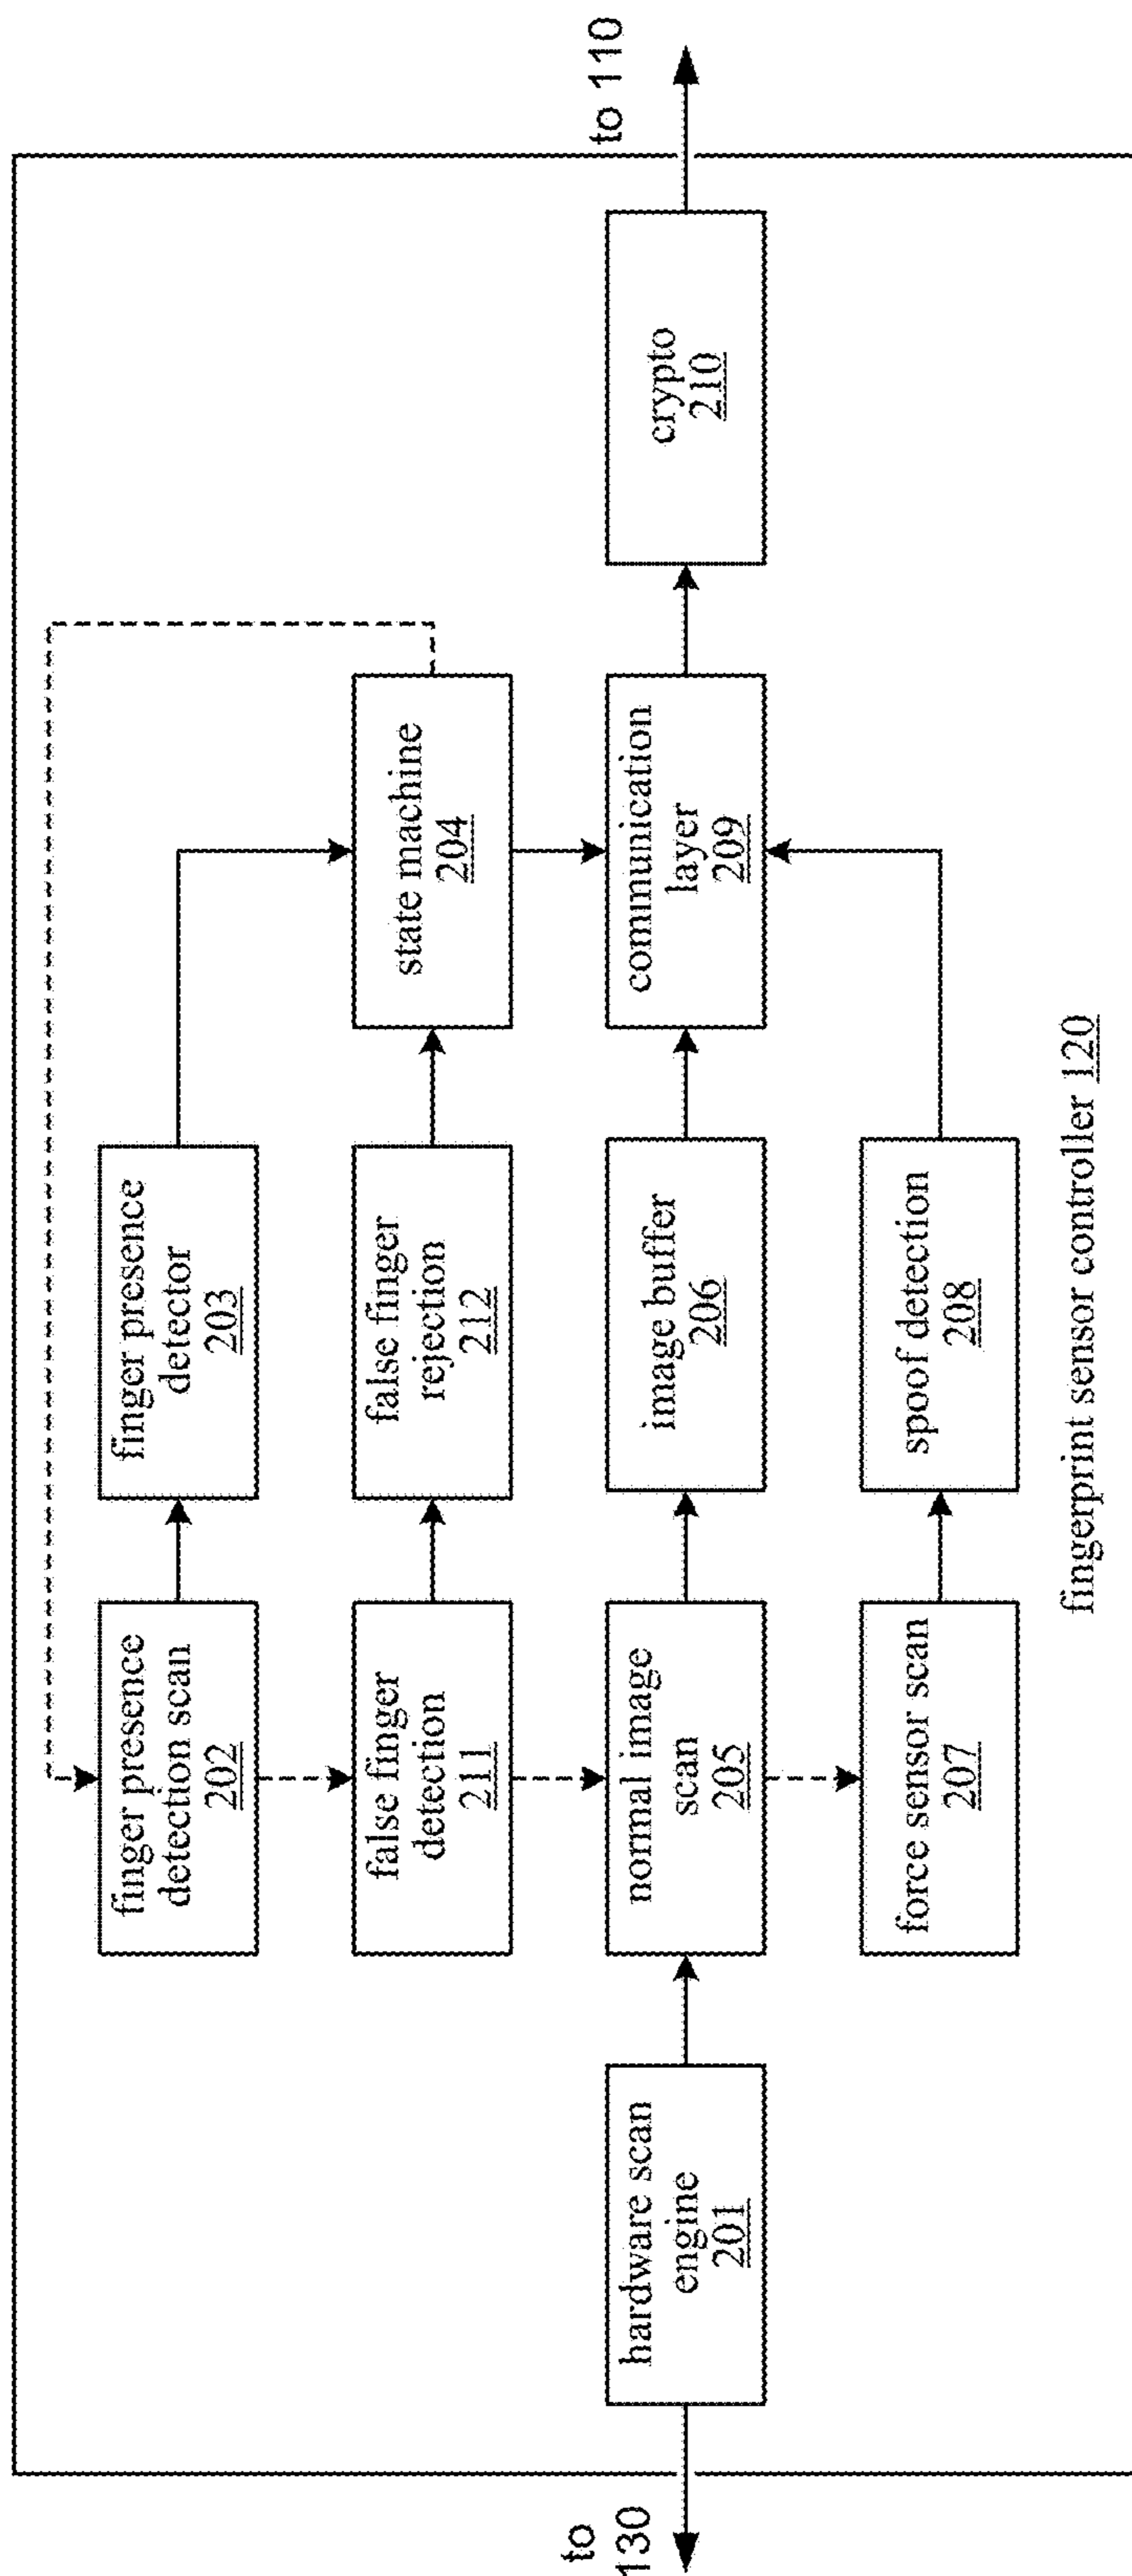 finger presence
detection scan
202
finger presence
detector
203
false finger
detection
211
false finger
rejection
212
state machine
204
to
130
hardware scan
engine
201
normal image
scan
205
image buffer
206
communication
layer
209
crypto
210
to 110
force sensor scan
207
spoof detection
208
fingerprint sensor controller 120